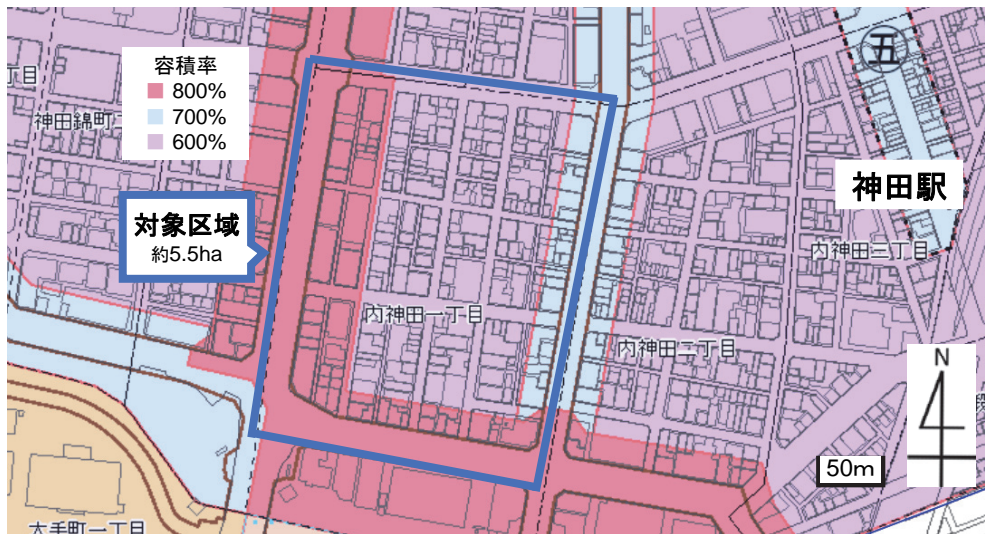 容積率
800%
700%
600%
丁目
神田錦町
対象区域
約5.5ha
五
神田駅
内神田三丁目
内神田一丁目
内神田二丁目
N
50m
大手町一丁目